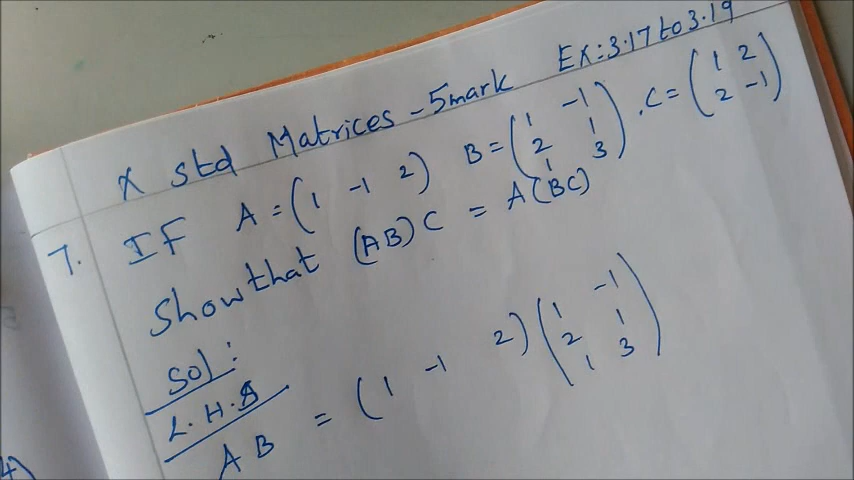 X std Matrices - 5mark Ex: 3.17 to 3.19
7. IF A = (1 -1 2) B = (1 -1 2 1 1 3) , C = (1 2 2 -1)
Show that (AB)C = A(BC)
Sol:
L.H.S
AB = (1 -1 2) (1 -1 2 1 1 3)
4)